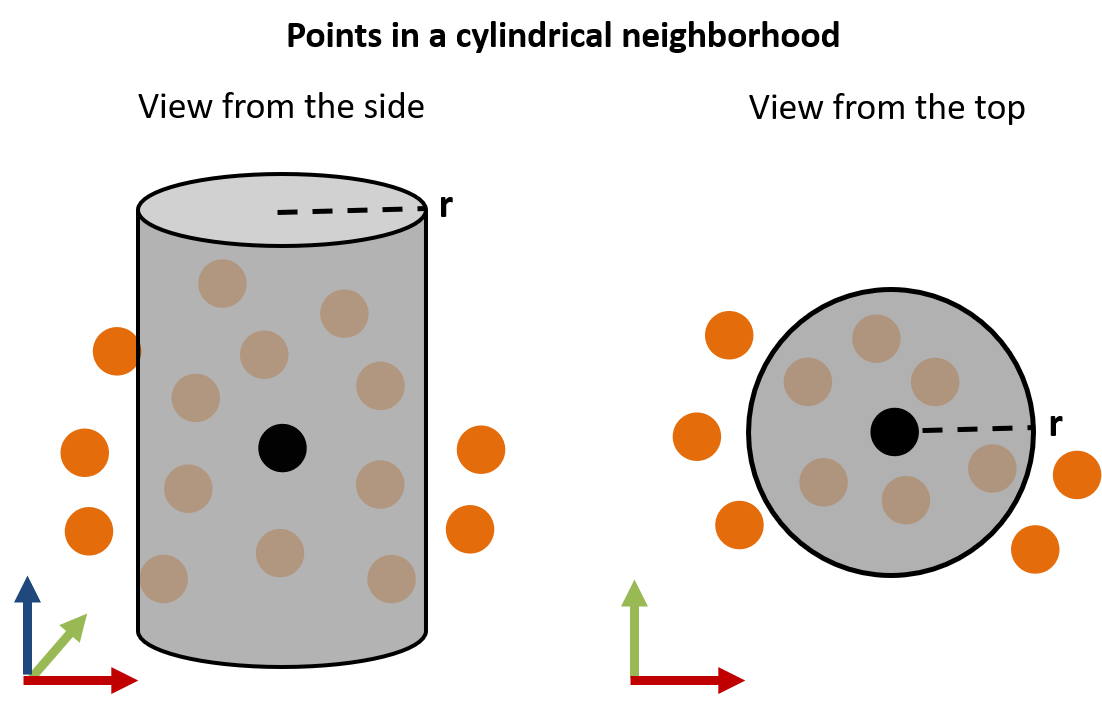 Points in a cylindrical neighborhood
View from the side
View from the top
r
r